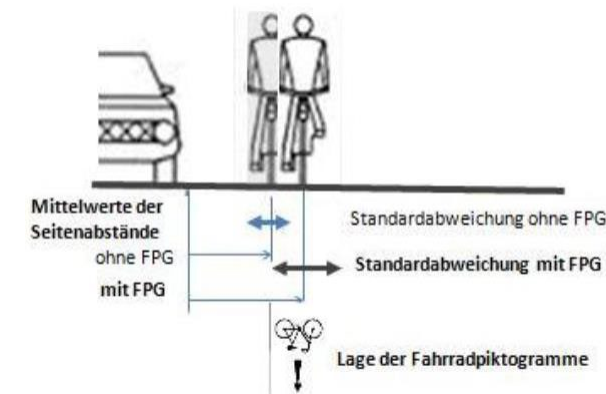 Mittelwerte der
Seitenabstände
ohne FPG
mit FPG
Standardabweichung ohne FPG
Standardabweichung mit FPG
Lage der Fahrradpiktogramme